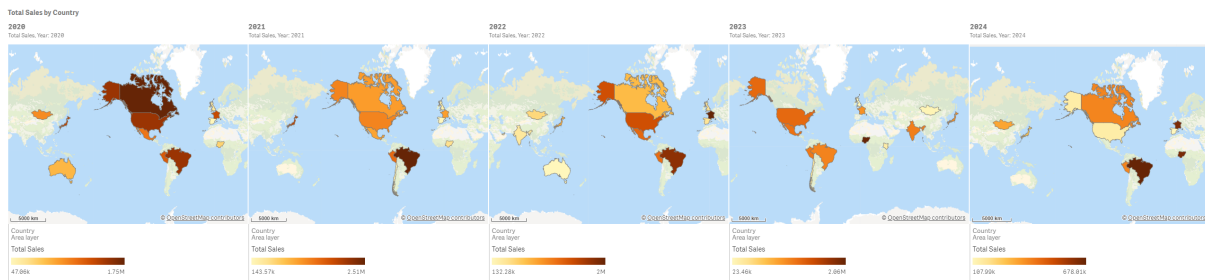 Total Sales by Country
2020
Total Sales, Year: 2020
5000 km
© OpenStreetMap contributors
Country
Area layer
Total Sales
47.06k 1.75M
2021
Total Sales, Year: 2021
5000 km
© OpenStreetMap contributors
Country
Area layer
Total Sales
143.57k 2.51M
2022
Total Sales, Year: 2022
5000 km
© OpenStreetMap contributors
Country
Area layer
Total Sales
132.28k 2M
2023
Total Sales, Year: 2023
5000 km
© OpenStreetMap contributors
Country
Area layer
Total Sales
23.46k 2.06M
2024
Total Sales, Year: 2024
5000 km
© OpenStreetMap contributors
Country
Area layer
Total Sales
107.99k 678.01k